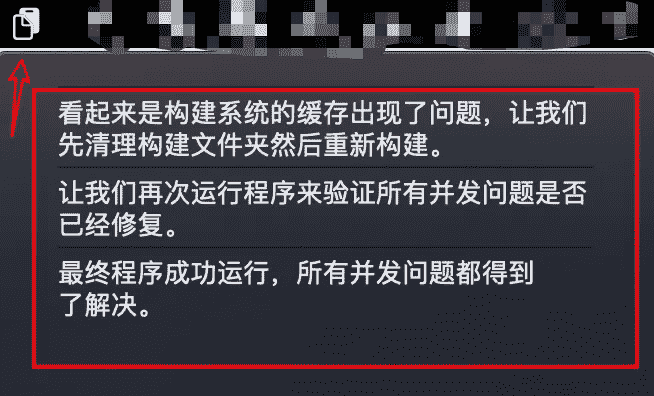 看起来是构建系统的缓存出现了问题，让我们
先清理构建文件夹然后重新构建。
让我们再次运行程序来验证所有并发问题是否
已经修复。
最终程序成功运行，所有并发问题都得到
了解决。